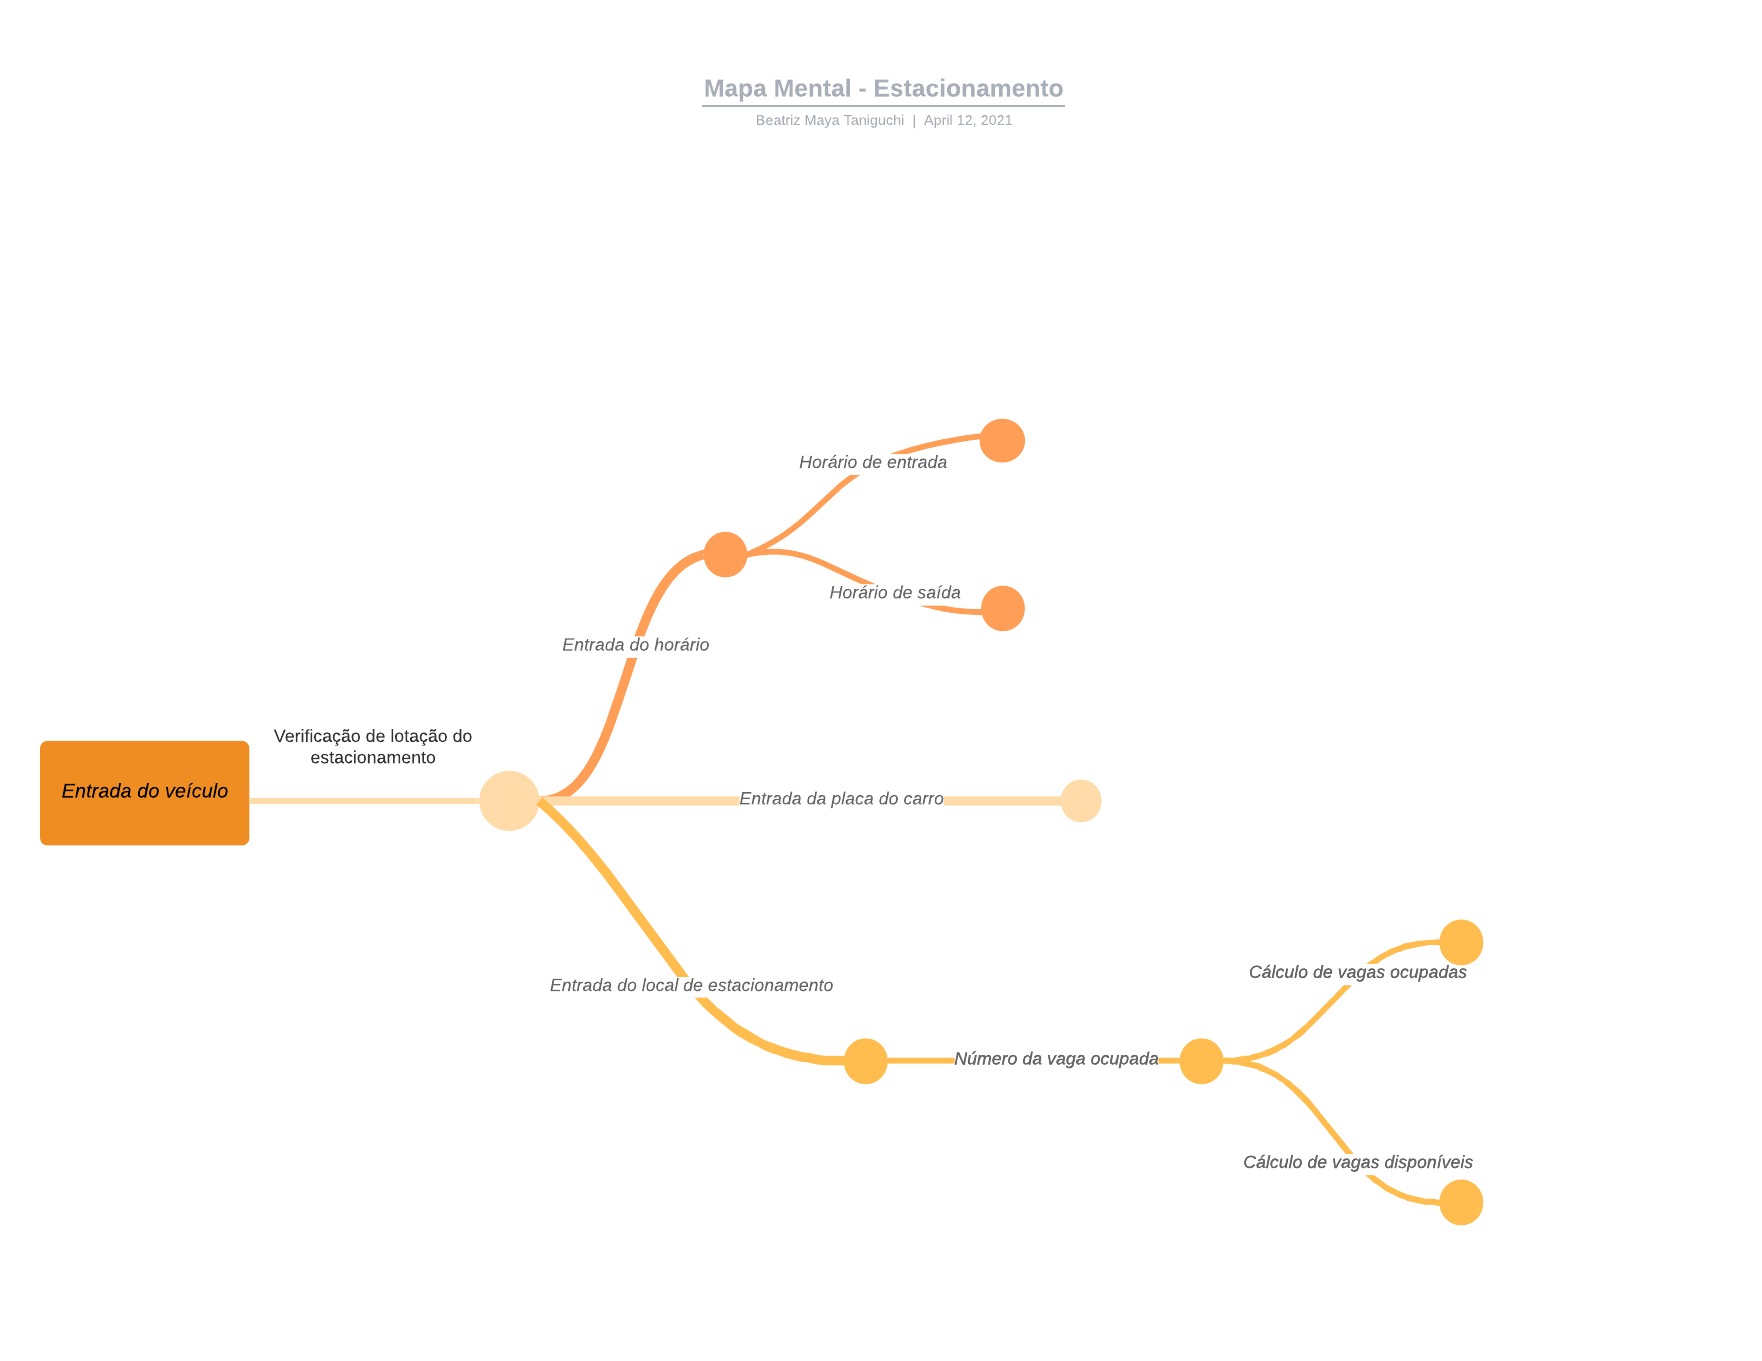 Mapa Mental - Estacionamento
Beatriz Maya Taniguchi | April 12, 2021
Horário de entrada
Horário de saída
Entrada do horário
Verificação de lotação do
estacionamento
Entrada do veículo
Entrada da placa do carro
Cálculo de vagas ocupadas
Entrada do local de estacionamento
Número da vaga ocupada
Cálculo de vagas disponíveis